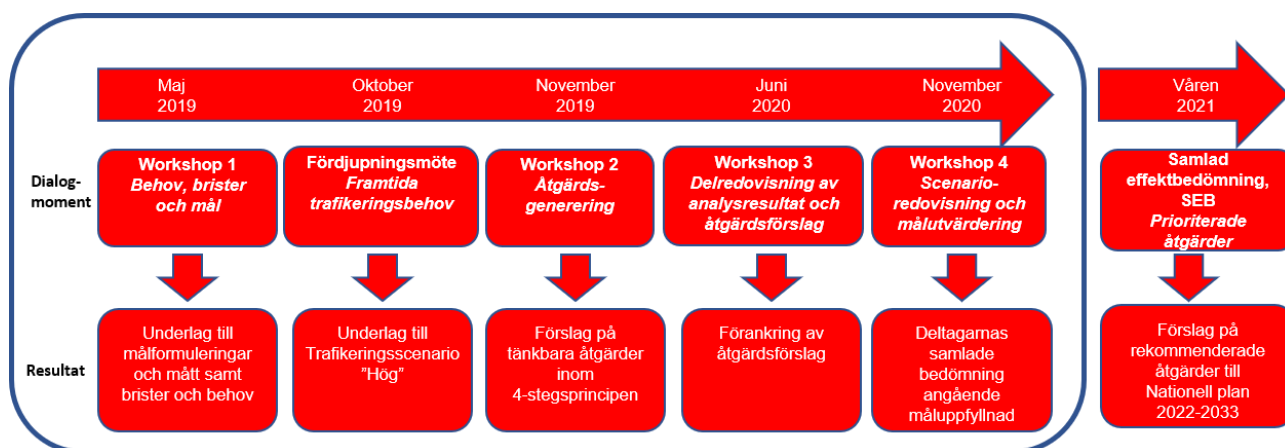 Maj
2019
Oktober
2019
November
2019
Juni
2020
November
2020
Våren
2021
Dialog-
moment
Workshop 1
Behov, brister
och mål
Fördjupningsmöte
Framtida
trafikeringsbehov
Workshop 2
Åtgärds-
generering
Workshop 3
Delredovisning av
analysresultat och
åtgärdsförslag
Workshop 4
Scenario-
redovisning och
målutvärdering
Samlad
effektbedömning,
SEB
Prioriterade
åtgärder
Resultat
Underlag till
målformuleringar
och mått samt
brister och behov
Underlag till
Trafikeringsscenario
"Hög"
Förslag på
tänkbara åtgärder
inom
4-stegsprincipen
Förankring av
åtgärdsförslag
Deltagarnas
samlade
bedömning
angående
måluppfyllnad
Förslag på
rekommenderade
åtgärder till
Nationell plan
2022-2033